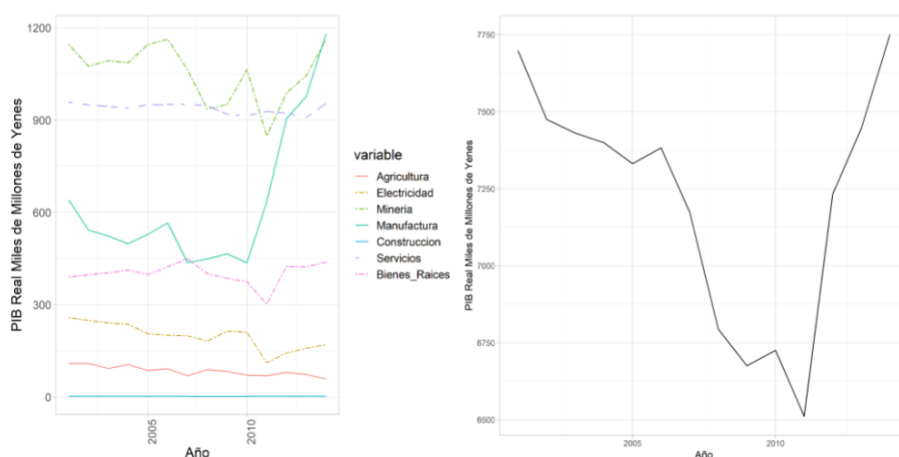 PIB Real Miles de Millones de Yenes
1200
900
600
300
0
2005
2010
Año
variable
Agricultura
Electricidad
Mineria
Manufactura
Construccion
Servicios
Bienes_Raices
PIB Real Miles de Millones de Yenes
7750
7500
7250
7000
6750
6500
2005
2010
Año